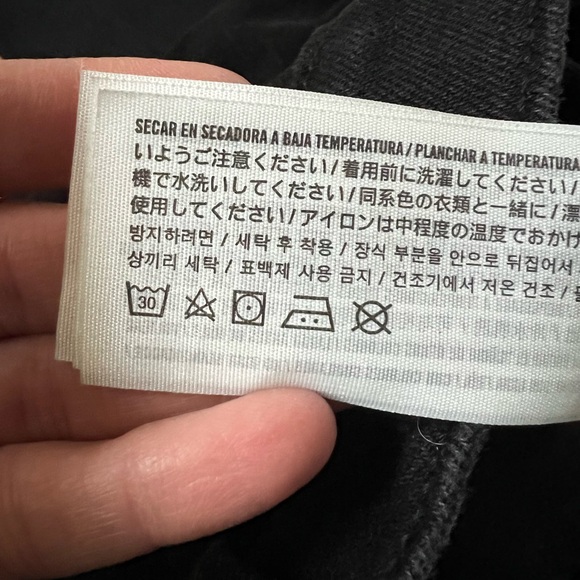 SECAR EN SECADORA A BAJA TEMPERATURA / PLANCHAR A TEMPERATURA
いようご注意ください/着用前に洗濯してください/
機で水洗いしてください/同系色の衣類と一緒に/漂
使用してください/アイロンは中程度の温度でおかけ
방지하려면 / 세탁 후 착용 / 장식 부분을 안으로 뒤집어서
상끼리 세탁 / 표백제 사용 금지 / 건조기에서 저온 건조 /
30